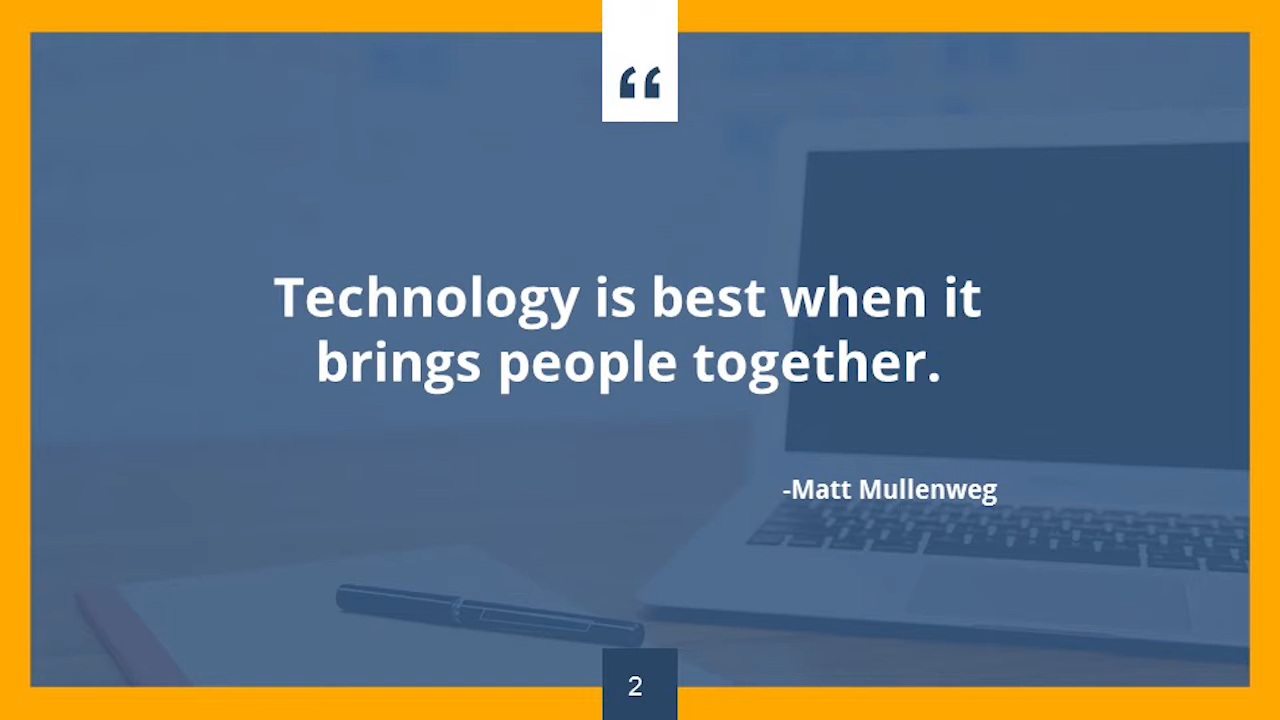 “
Technology is best when it
brings people together.
-Matt Mullenweg
2